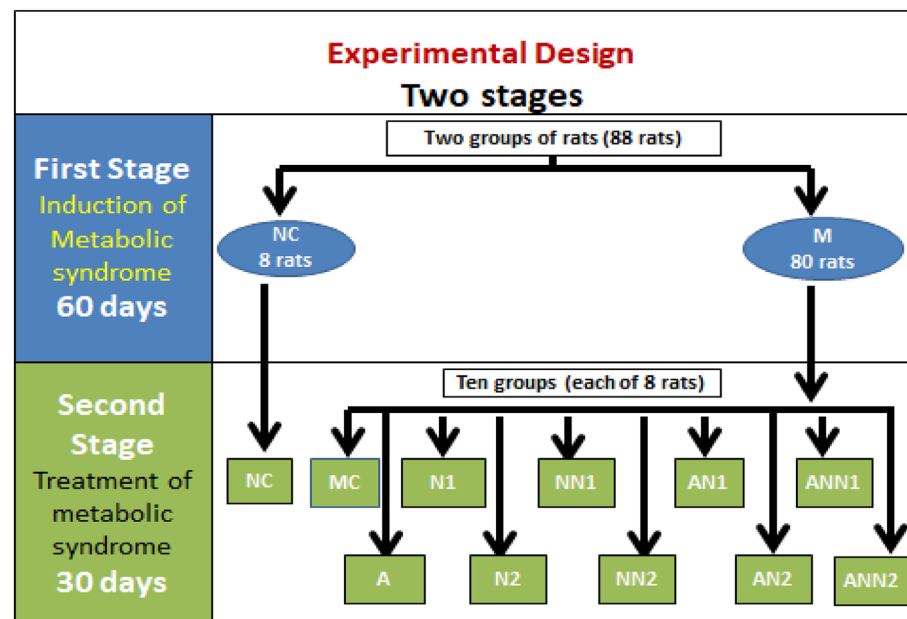 Experimental Design
Two stages
Two groups of rats (88 rats)
First Stage
Induction of
Metabolic
syndrome
60 days
NC
8 rats
M
80 rats
Ten groups (each of 8 rats)
Second
Stage
Treatment of
metabolic
syndrome
30 days
NC
MC
N1
NN1
AN1
ANN1
A
N2
NN2
AN2
ANN2